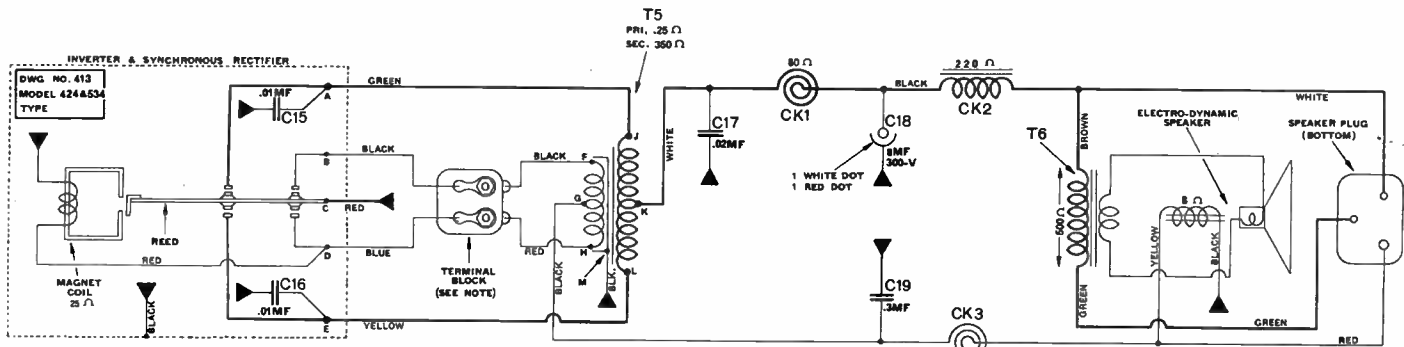 T5
PRI. .25 Ω
SEC. 350 Ω
INVERTER & SYNCHRONOUS RECTIFIER
DWG NO. 413
MODEL 424&534
TYPE
.01MF
C15
A
GREEN
B
BLACK
C
RED
D
BLUE
REED
RED
MAGNET
COIL
25 Ω
BLACK
C16
.01MF
E
YELLOW
TERMINAL
BLOCK
(SEE NOTE)
BLACK
F
G
H
RED
BLACK
M
BLK.
J
K
L
WHITE
C17
.02MF
80 Ω
CK1
BLACK
C18
8MF
300-V
1 WHITE DOT
1 RED DOT
220 Ω
CK2
C19
.3MF
CK3
T6
BROWN
500Ω
GREEN
ELECTRO-DYNAMIC
SPEAKER
8 Ω
YELLOW
BLACK
WHITE
SPEAKER PLUG
(BOTTOM)
GREEN
RED